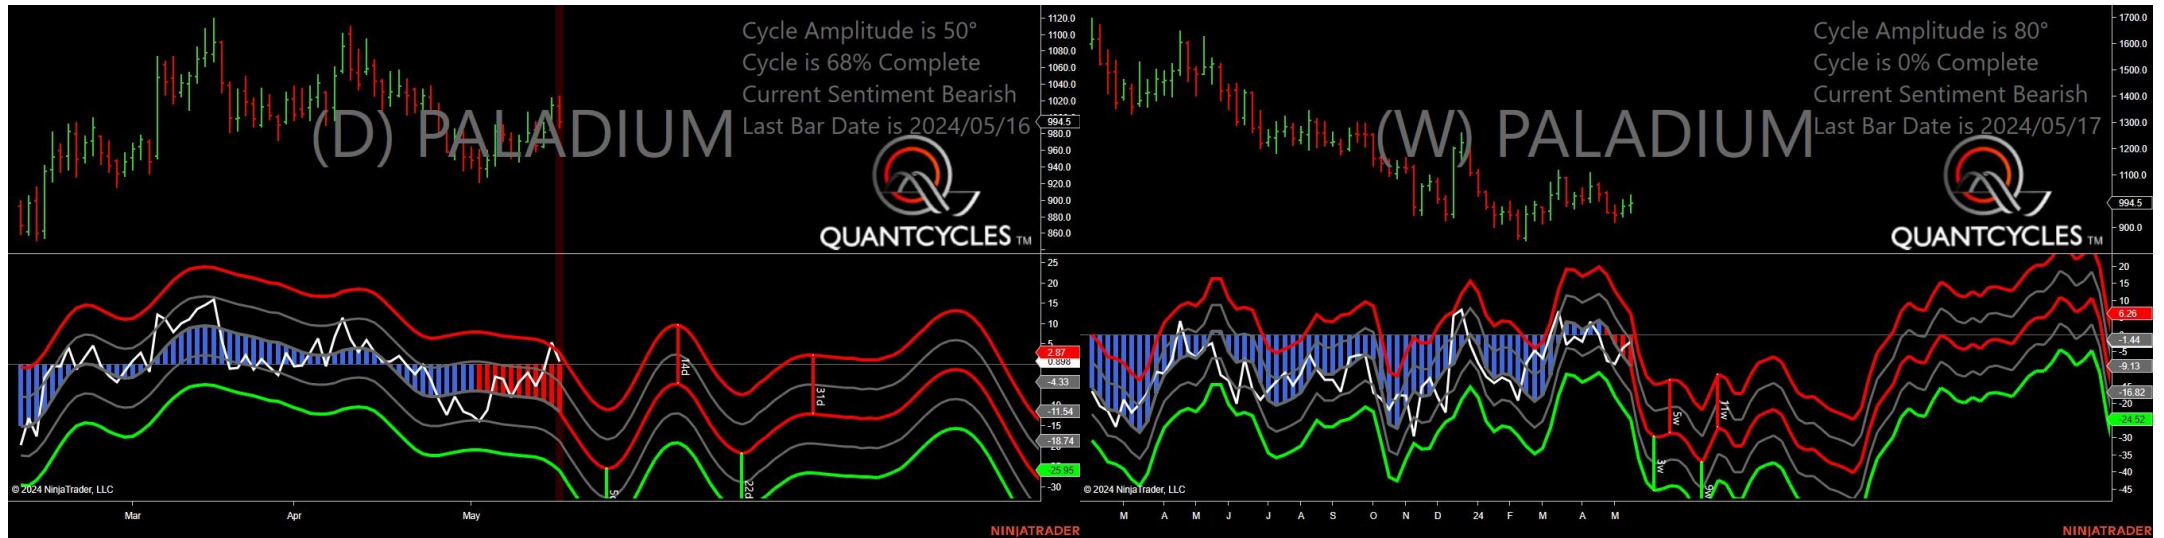 Cycle Amplitude is 50°
Cycle is 68% Complete
Current Sentiment Bearish
Last Bar Date is 2024/05/16
(D) PALADIUM
QUANTCYCLES TM
1120.0
1100.0
1080.0
1060.0
1040.0
1020.0
994.5
980.0
960.0
940.0
920.0
900.0
880.0
860.0
25
20
15
10
5
2.87
0.898
-4.33
-11.54
-15
-18.74
-25.95
-30
14d
31d
22d
© 2024 NinjaTrader, LLC
Mar
Apr
May
NINJATRADER
Cycle Amplitude is 80°
Cycle is 0% Complete
Current Sentiment Bearish
Last Bar Date is 2024/05/17
(W) PALADIUM
QUANTCYCLES TM
1700.0
1600.0
1500.0
1400.0
1300.0
1200.0
1100.0
994.5
900.0
20
15
10
6.26
-1.44
-5
-9.13
-16.82
-20
-24.52
-30
-35
-40
-45
5w
11w
3w
9w
© 2024 NinjaTrader, LLC
M
A
M
J
J
A
S
O
N
D
24
F
M
A
M
NINJATRADER